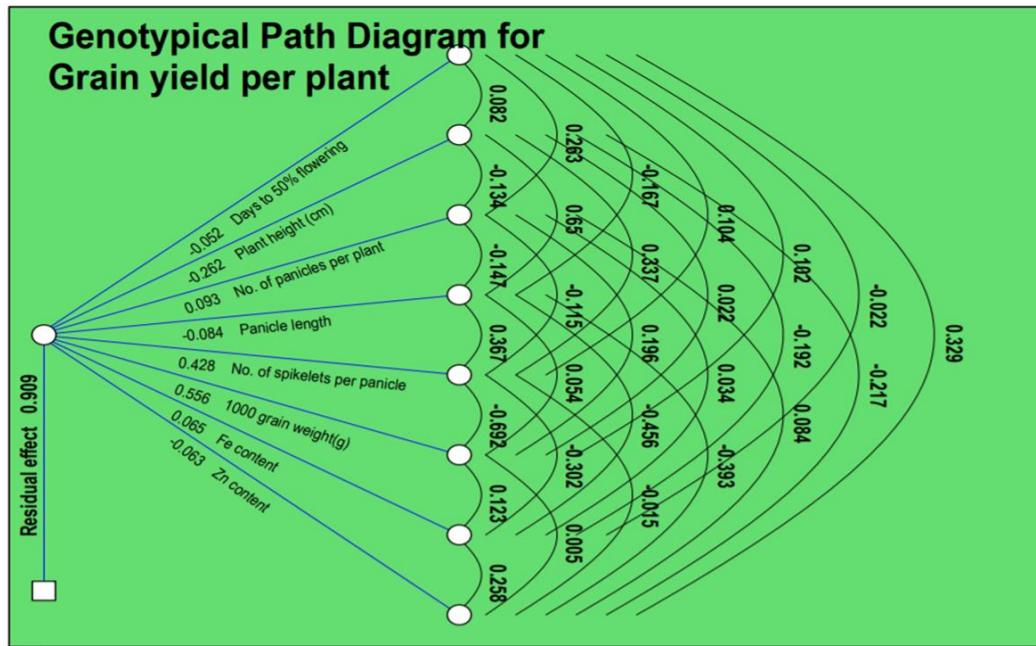 Genotypical Path Diagram for
Grain yield per plant
-0.052 Days to 50% flowering
-0.262 Plant height (cm)
0.093 No. of panicles per plant
-0.084 Panicle length
0.428 No. of spikelets per panicle
0.556 1000 grain weight(g)
0.065 Fe content
-0.063 Zn content
Residual effect 0.909
0.082
-0.134
-0.147
0.367
-0.692
0.123
0.258
0.263
0.65
-0.115
0.054
-0.302
0.005
-0.167
0.337
0.196
-0.456
-0.015
0.104
0.022
0.034
-0.393
0.102
-0.192
0.084
-0.022
-0.217
0.329